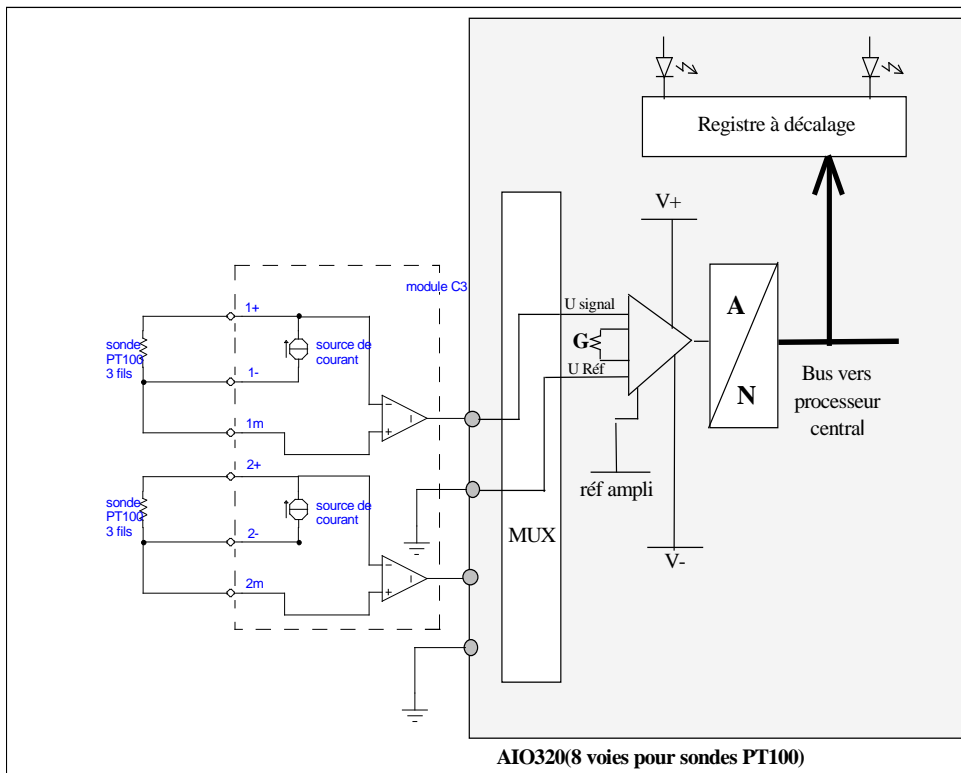 Registre à décalage
V+
module C3
U signal
1+
sonde
PT100
3 fils
source de
courant
G
A
N
1-
U Réf
Bus vers
processeur
central
1m
2+
réf ampli
sonde
PT100
3 fils
source de
courant
MUX
2-
V-
2m
AIO320(8 voies pour sondes PT100)